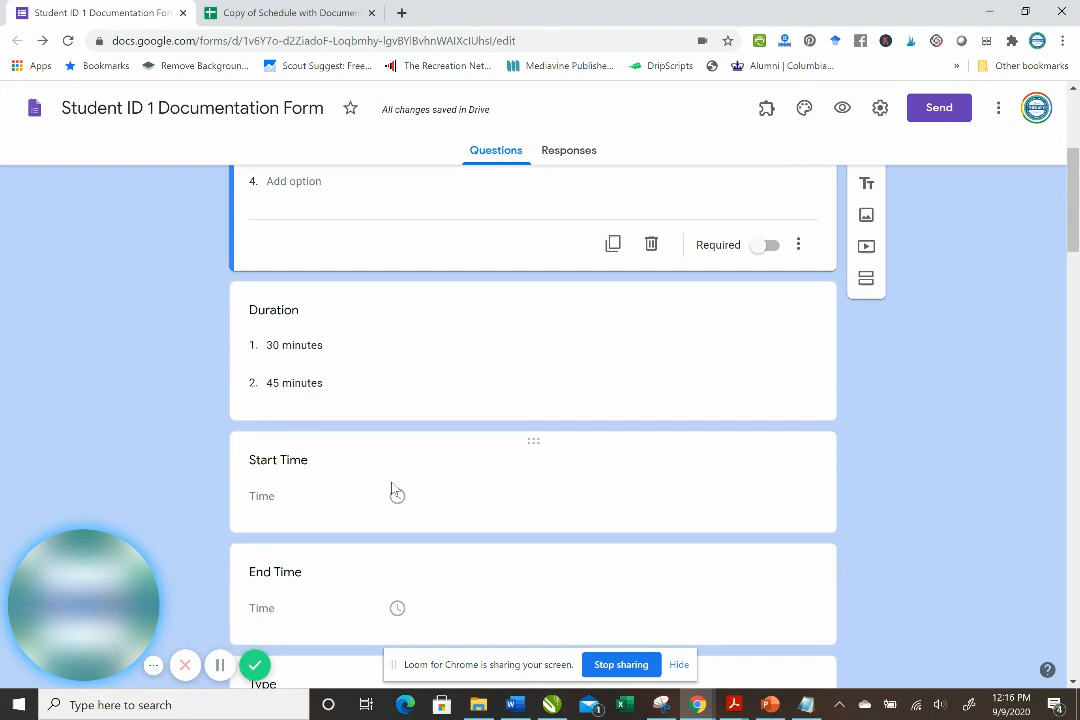 Student ID 1 Documentation For
Copy of Schedule with Document
docs.google.com/forms/d/1v6Y7o-d2ZiadoF-Loqbmhy-lgvBYlBvhnWAIXcIUhsI/edit
Apps
Bookmarks
Remove Backgroun...
Scout Suggest: Free...
The Recreation Net...
Mediavine Publishe...
DripScripts
Alumni | Columbia...
»
Other bookmarks
Student ID 1 Documentation Form
All changes saved in Drive
Send
Questions
Responses
4. Add option
Required
Duration
1. 30 minutes
2. 45 minutes
Start Time
Time
End Time
Time
Type
Loom for Chrome is sharing your screen.
Stop sharing
Hide
Type here to search
12:16 PM
9/9/2020